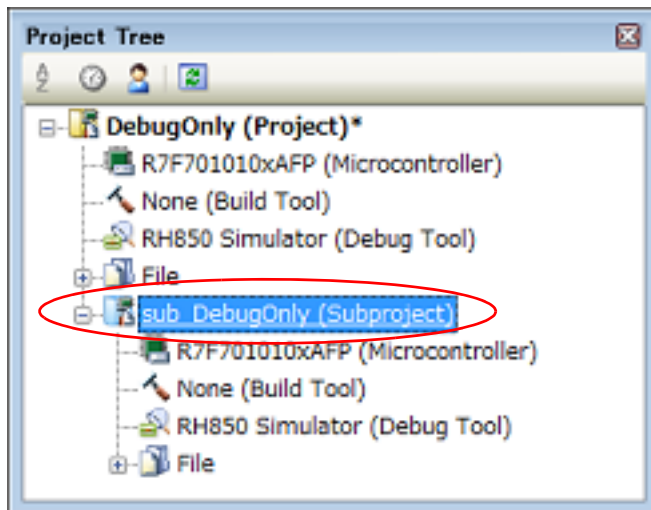 Project Tree
DebugOnly (Project)*
R7F701010xAFP (Microcontroller)
None (Build Tool)
RH850 Simulator (Debug Tool)
File
sub_DebugOnly (Subproject)
R7F701010xAFP (Microcontroller)
None (Build Tool)
RH850 Simulator (Debug Tool)
File